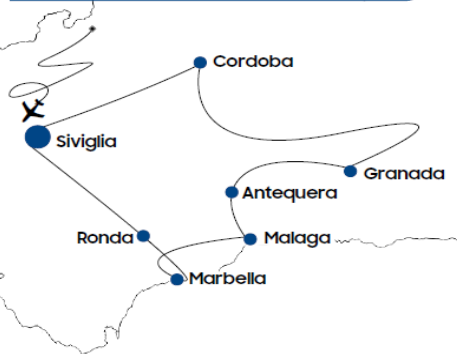 Cordoba
Siviglia
Granada
Antequera
Ronda
Malaga
Marbella